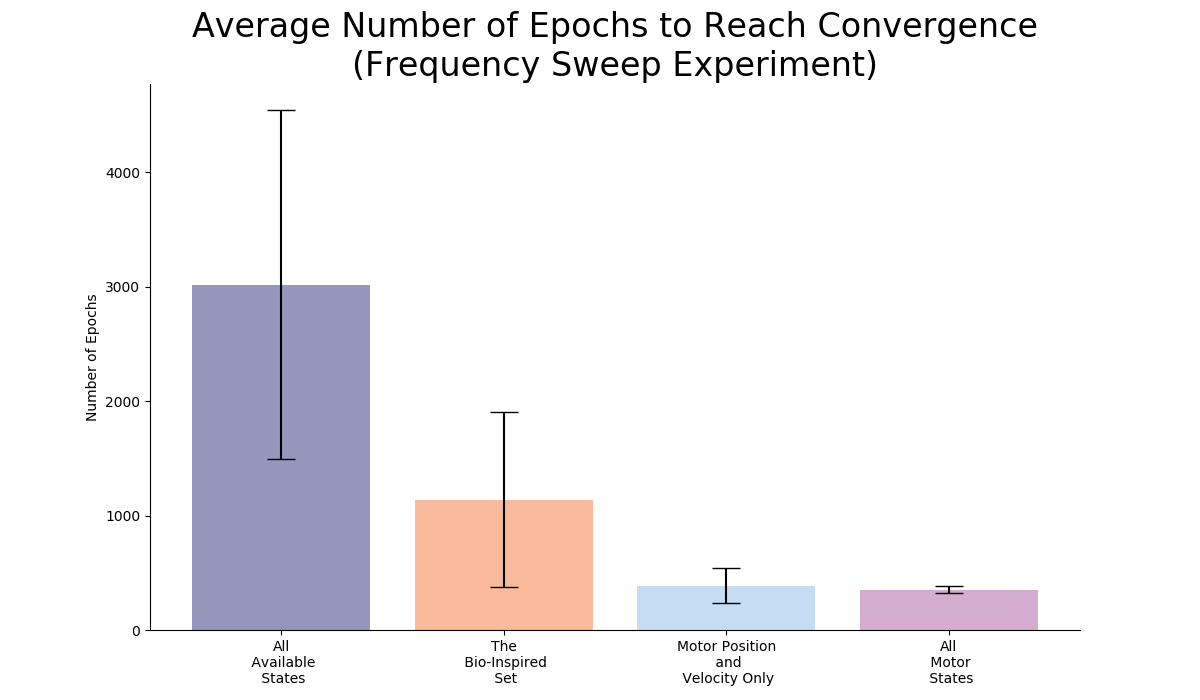 Average Number of Epochs to Reach Convergence
(Frequency Sweep Experiment)
Number of Epochs
4000
3000
2000
1000
0
All
Available
States
The
Bio-Inspired
Set
Motor Position
and
Velocity Only
All
Motor
States